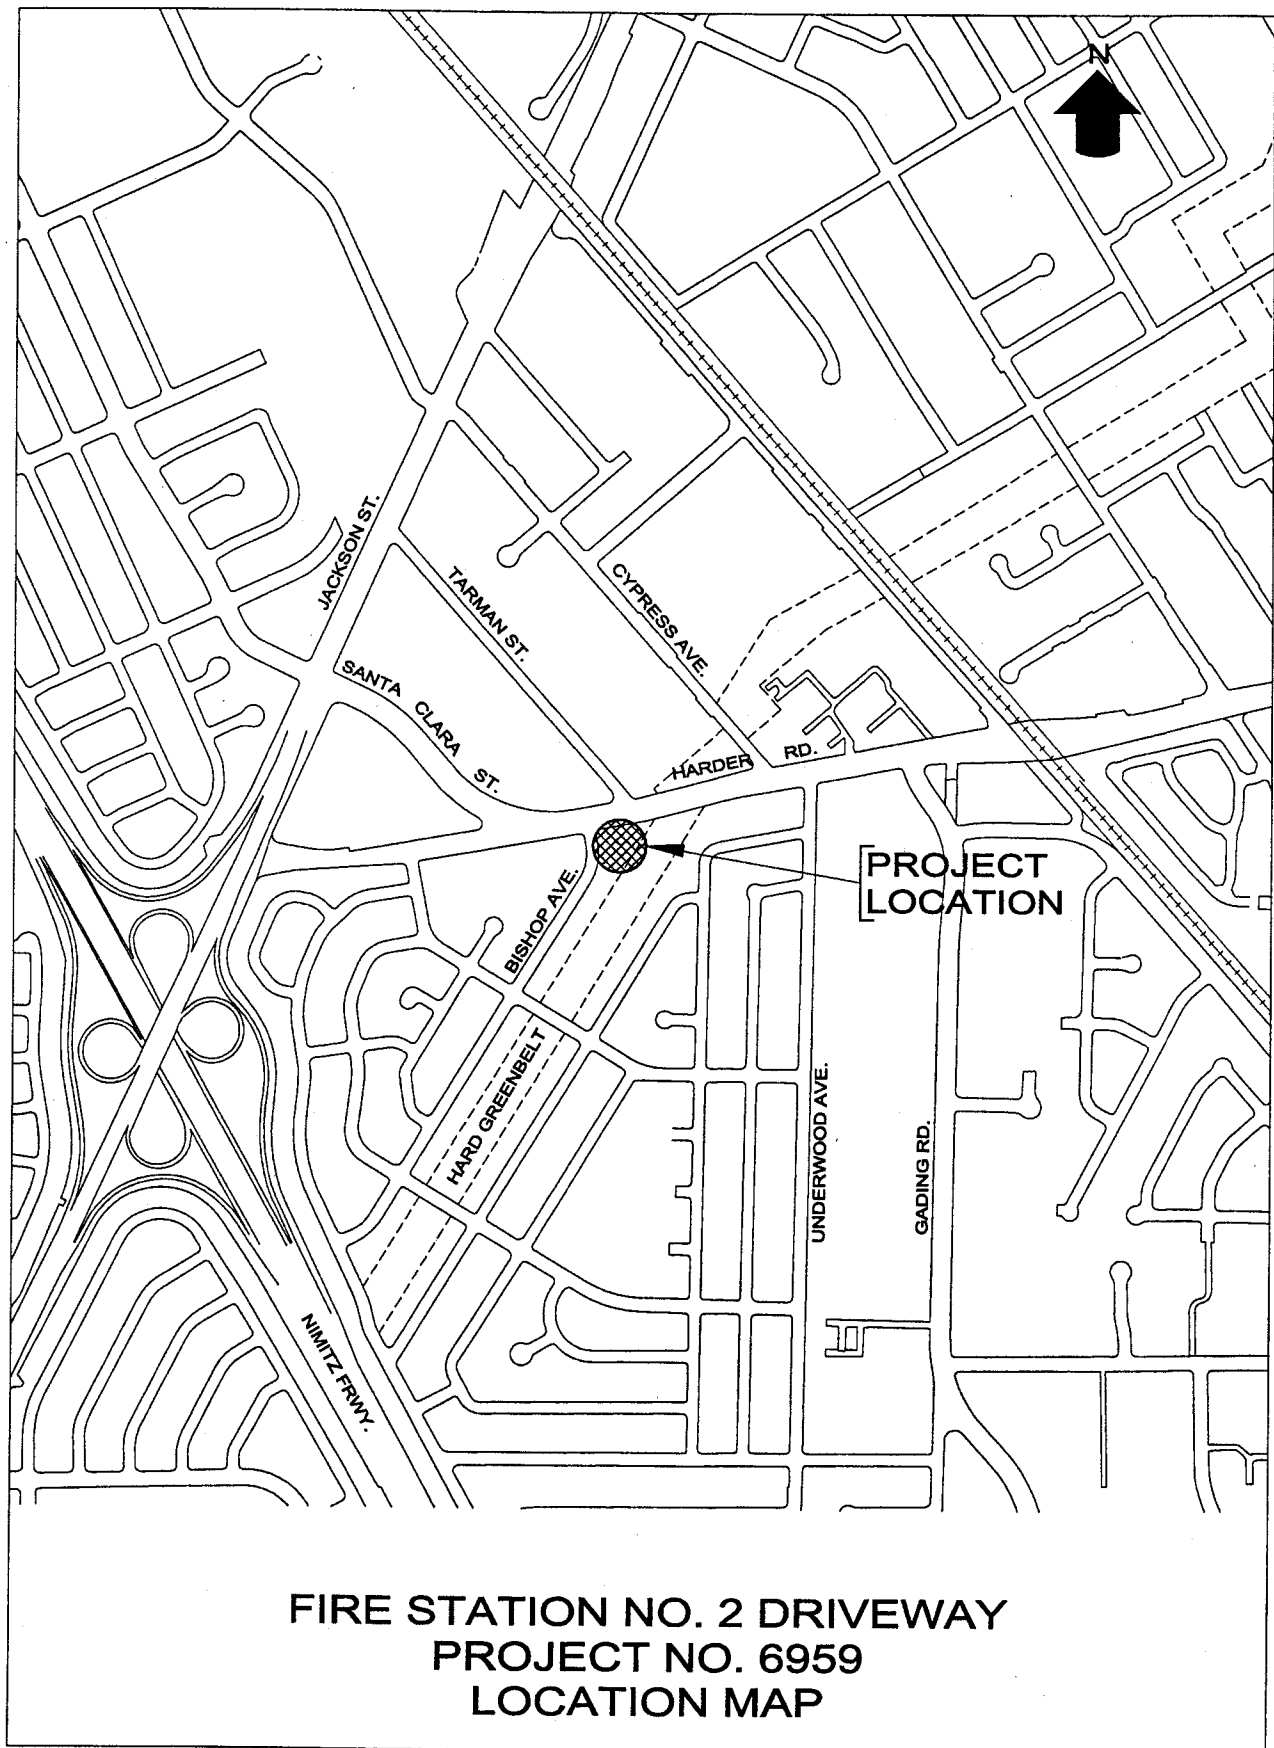 N
JACKSON ST.
TARMAN ST.
CYPRESS AVE.
SANTA CLARA ST.
HARDER RD.
PROJECT
LOCATION
BISHOP AVE.
HARD GREENBELT
UNDERWOOD AVE.
GADING RD.
NIMITZ FRWY.
FIRE STATION NO. 2 DRIVEWAY
PROJECT NO. 6959
LOCATION MAP